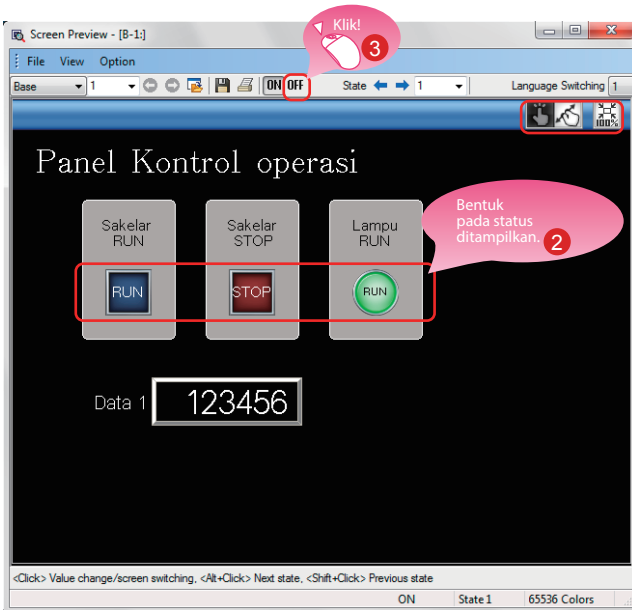 Screen Preview - [B-1:]
Klik!
3
File View Option
Base 1 ON OFF State 1 Language Switching 1
100%
Panel Kontrol operasi
Sakelar
RUN
Sakelar
STOP
Lampu
RUN
Bentuk
pada status
ditampilkan.
2
RUN
STOP
RUN
Data 1 123456
<Click> Value change/screen switching, <Alt+Click> Next state, <Shift+Click> Previous state
ON State 1 65536 Colors